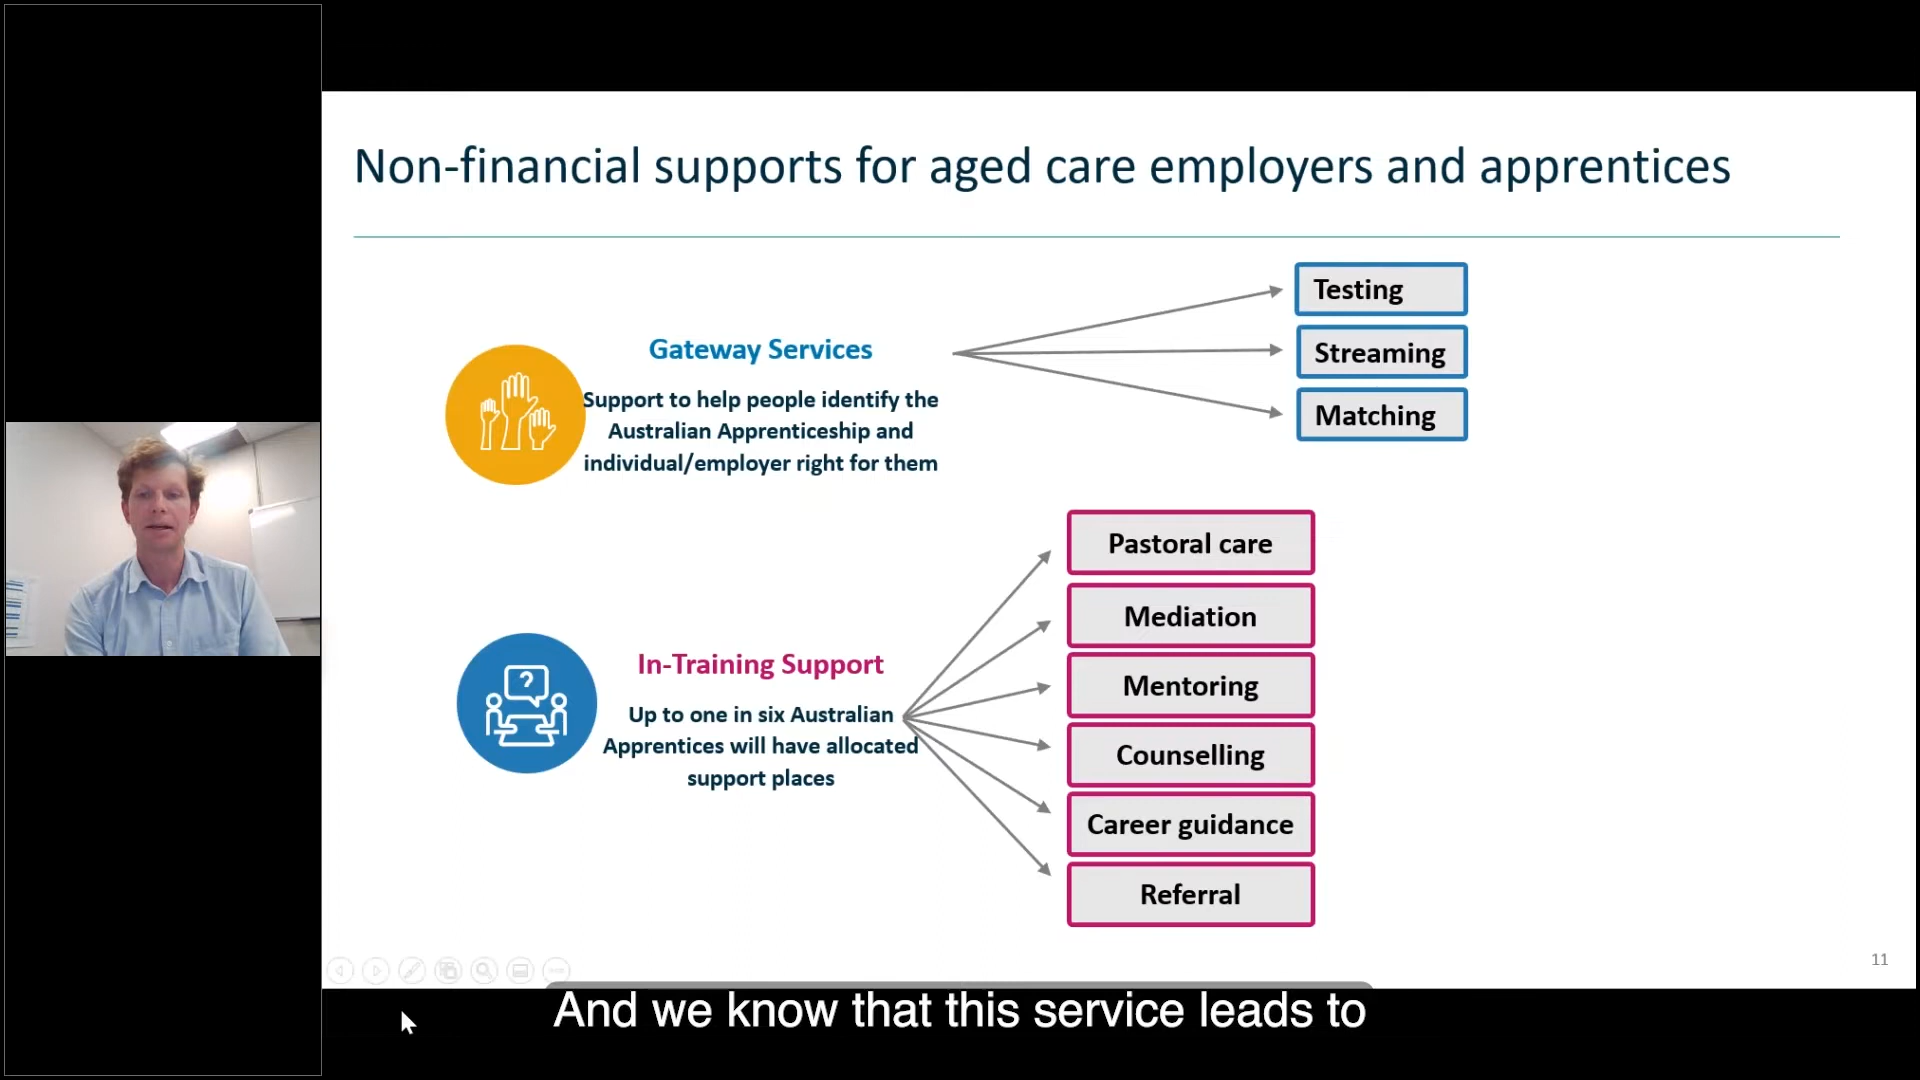 Non-financial supports for aged care employers and apprentices
Gateway Services
Support to help people identify the
Australian Apprenticeship and
individual/employer right for them
Testing
Streaming
Matching
In-Training Support
Up to one in six Australian
Apprentices will have allocated
support places
?
Pastoral care
Mediation
Mentoring
Counselling
Career guidance
Referral
11
And we know that this service leads to